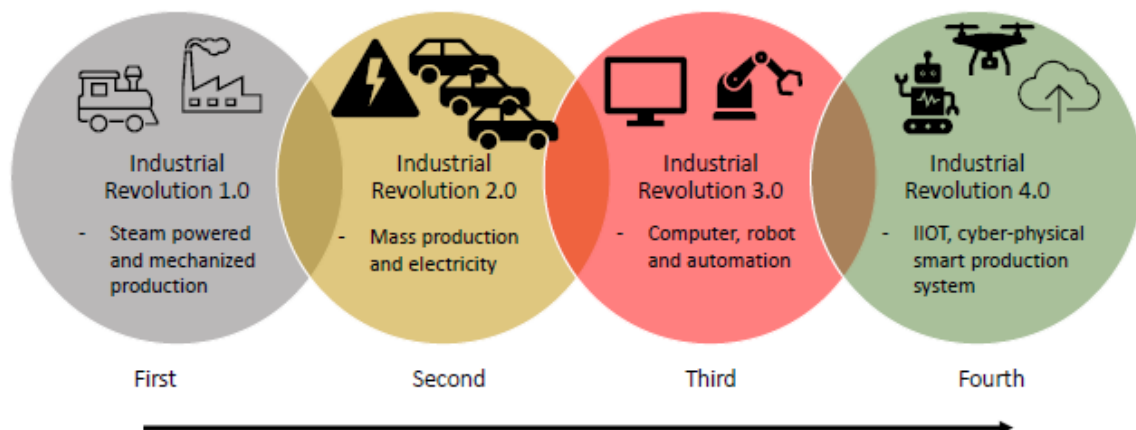 Industrial
Revolution 1.0
- Steam powered
and mechanized
production
Industrial
Revolution 2.0
- Mass production
and electricity
Industrial
Revolution 3.0
- Computer, robot
and automation
Industrial
Revolution 4.0
- IIOT, cyber-physical
smart production
system
First
Second
Third
Fourth